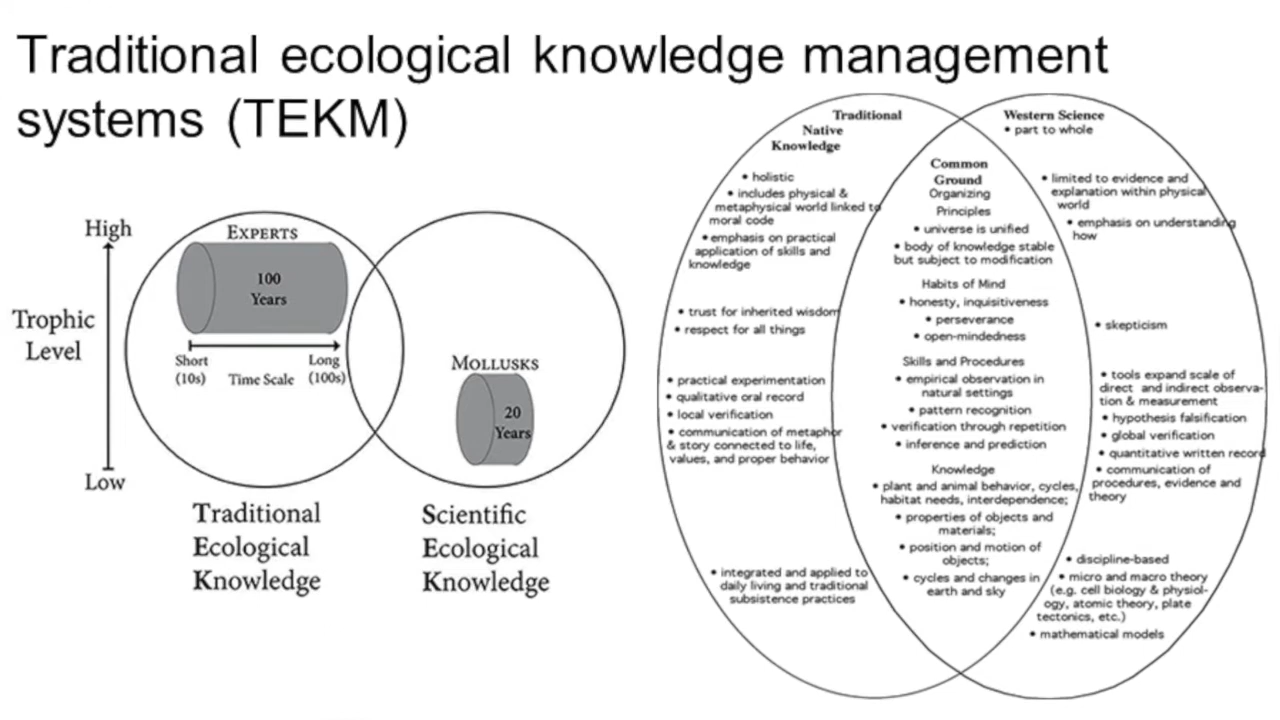 Traditional ecological knowledge management
systems (TEKM)
High
Trophic
Level
Low
EXPERTS
100
Years
Short
(10s)
Time Scale
Long
(100s)
MOLLUSKS
20
Years
Traditional
Ecological
Knowledge
Scientific
Ecological
Knowledge
Traditional
Native
Knowledge
• holistic
• includes physical &
metaphysical world linked to
moral code
• emphasis on practical
application of skills and
knowledge
• trust for inherited wisdom
• respect for all things
• practical experimentation
• qualitative oral record
• local verification
• communication of metaphor
& story connected to life,
values, and proper behavior
• integrated and applied to
daily living and traditional
subsistence practices
Common
Ground
Organizing
Principles
• universe is unified
• body of knowledge stable
but subject to modification
Habits of Mind
• honesty, inquisitiveness
• perseverance
• open-mindedness
Skills and Procedures
• empirical observation in
natural settings
• pattern recognition
• verification through repetition
• inference and prediction
Knowledge
• plant and animal behavior, cycles,
habitat needs, interdependence;
• properties of objects and
materials;
• position and motion of
objects;
• cycles and changes in
earth and sky
Western Science
• part to whole
• limited to evidence and
explanation within physical
world
• emphasis on understanding
how
• skepticism
• tools expand scale of
direct and indirect observa-
tion & measurement
• hypothesis falsification
• global verification
• quantitative written record
• communication of
procedures, evidence and
theory
• discipline-based
• micro and macro theory
(e.g. cell biology & physiol-
ogy, atomic theory, plate
tectonics, etc.)
• mathematical models